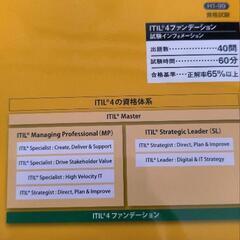 H1-99
資格試験
ITIL®4ファンデーション
試験インフォメーション
出題数・・・・・・・・・・・40問
試験時間・・・・・・・・・60分
合格基準・・・正解率65%以上
ITIL®4の資格体系
ITIL® Master
ITIL® Managing Professional (MP)
ITIL® Specialist : Create, Deliver & Support
ITIL® Specialist : Drive Stakeholder Value
ITIL® Specialist : High Velocity IT
ITIL® Strategist : Direct, Plan & Improve
ITIL® Strategic Leader (SL)
ITIL® Strategist : Direct, Plan & Improve
ITIL® Leader : Digital & IT Strategy
ITIL®4 ファンデーション